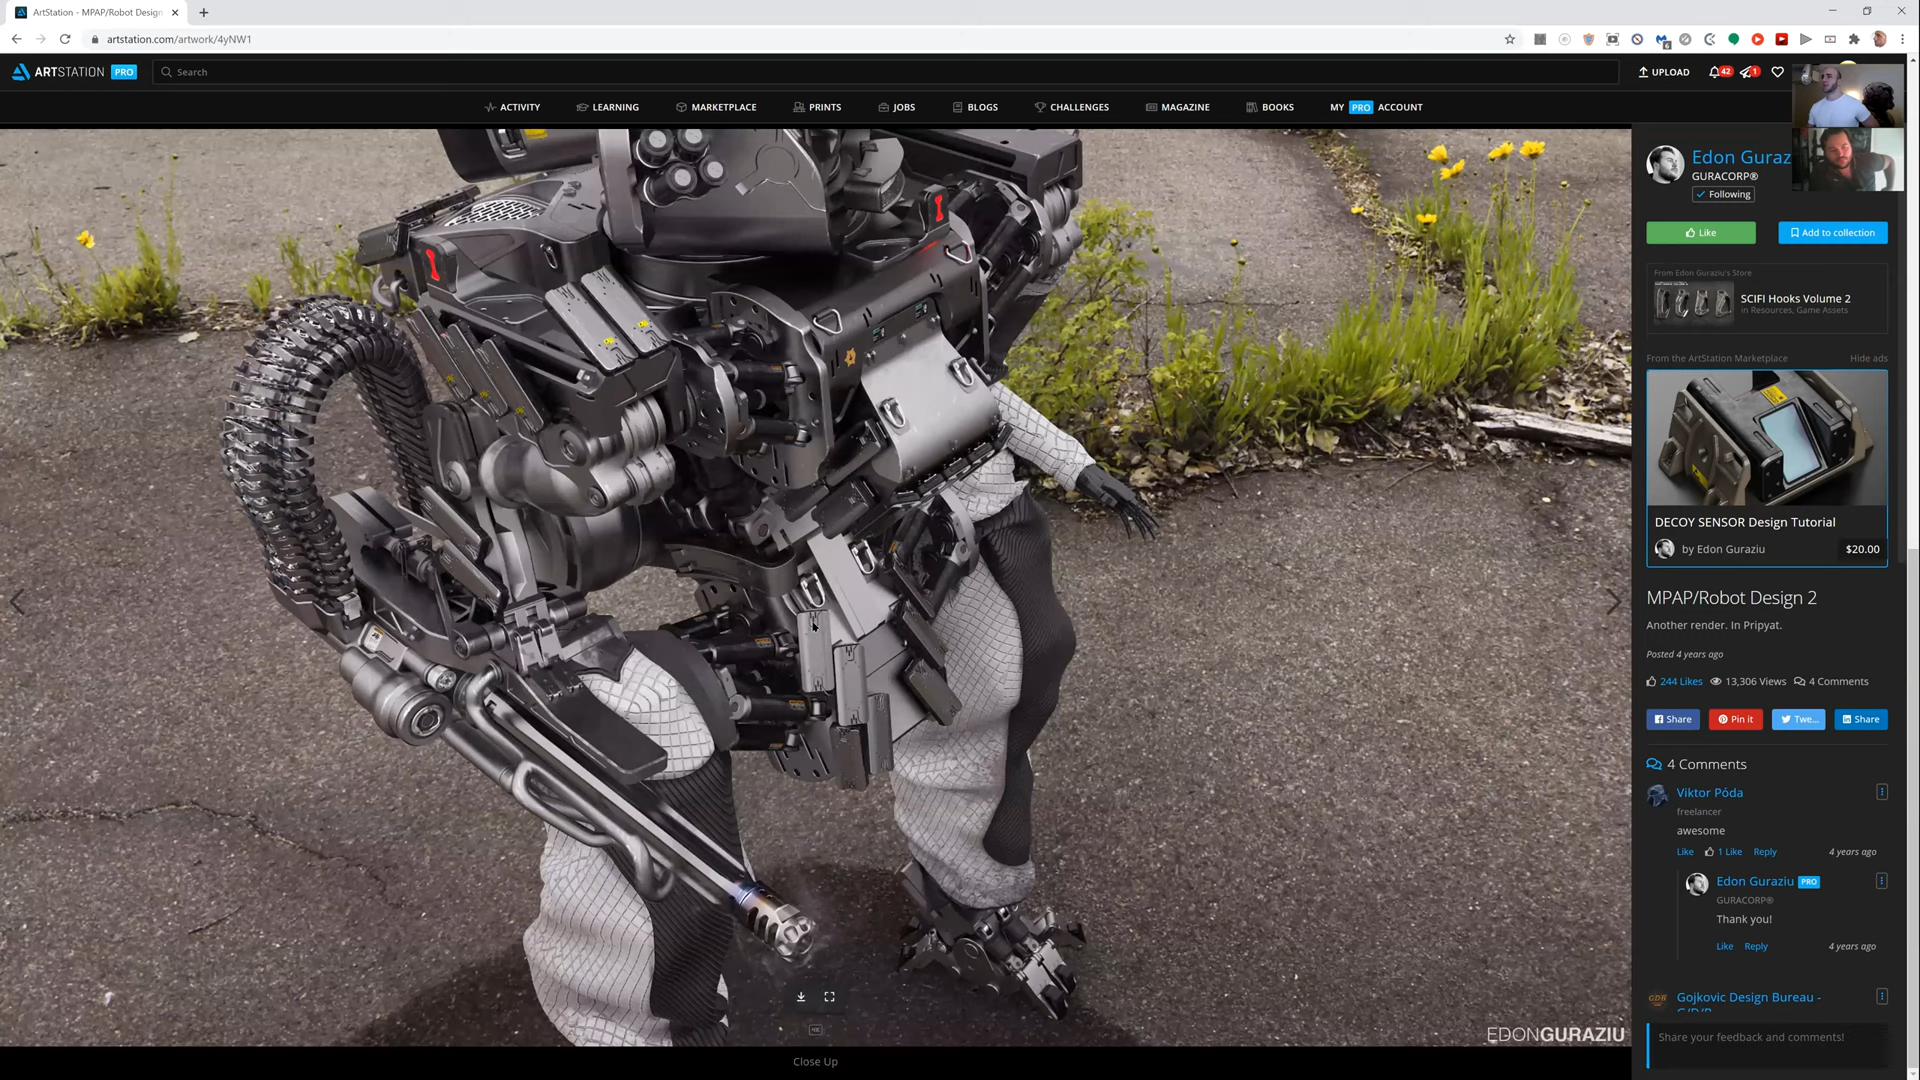 ArtStation - MPAP/Robot Design
artstation.com/artwork/4yNW1
ARTSTATION PRO
Search
UPLOAD
42
1
ACTIVITY
LEARNING
MARKETPLACE
PRINTS
JOBS
BLOGS
CHALLENGES
MAGAZINE
BOOKS
MY PRO ACCOUNT
Edon Guraz
GURACORP®
Following
Like
Add to collection
From Edon Guraziu's Store
SCIFI Hooks Volume 2
in Resources, Game Assets
From the ArtStation Marketplace
Hide ads
DECOY SENSOR Design Tutorial
by Edon Guraziu
$20.00
MPAP/Robot Design 2
Another render. In Pripyat.
Posted 4 years ago
244 Likes
13,306 Views
4 Comments
Share
Pin it
Twe...
Share
4 Comments
Viktor Póda
freelancer
awesome
Like
1 Like
Reply
4 years ago
Edon Guraziu PRO
GURACORP®
Thank you!
Like
Reply
4 years ago
Gojkovic Design Bureau -
Share your feedback and comments!
EDONGURAZIU
4K
Close Up